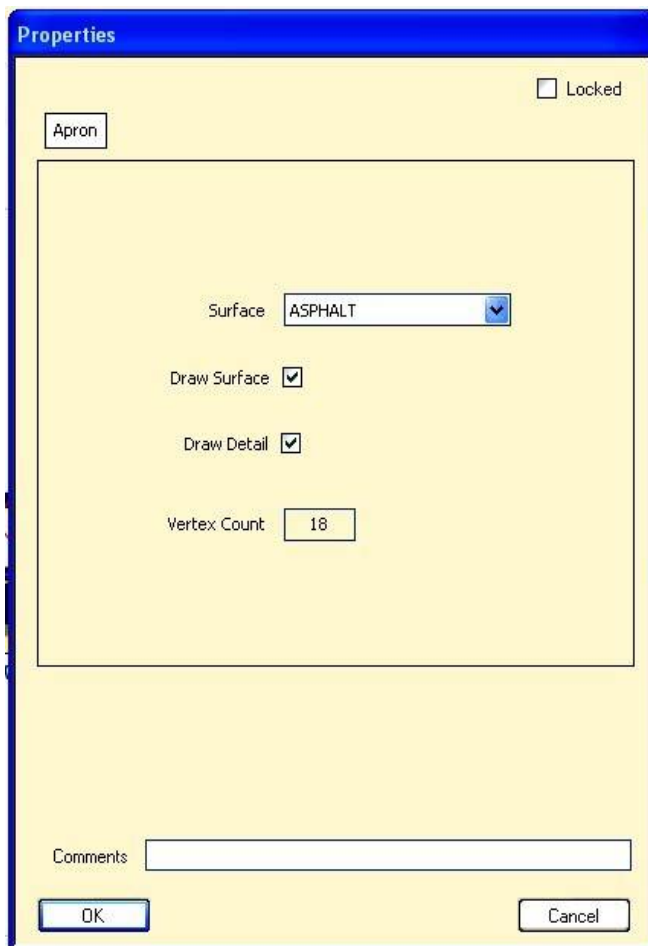 Properties
Locked
Apron
Surface ASPHALT
Draw Surface
Draw Detail
Vertex Count 18
Comments
OK Cancel